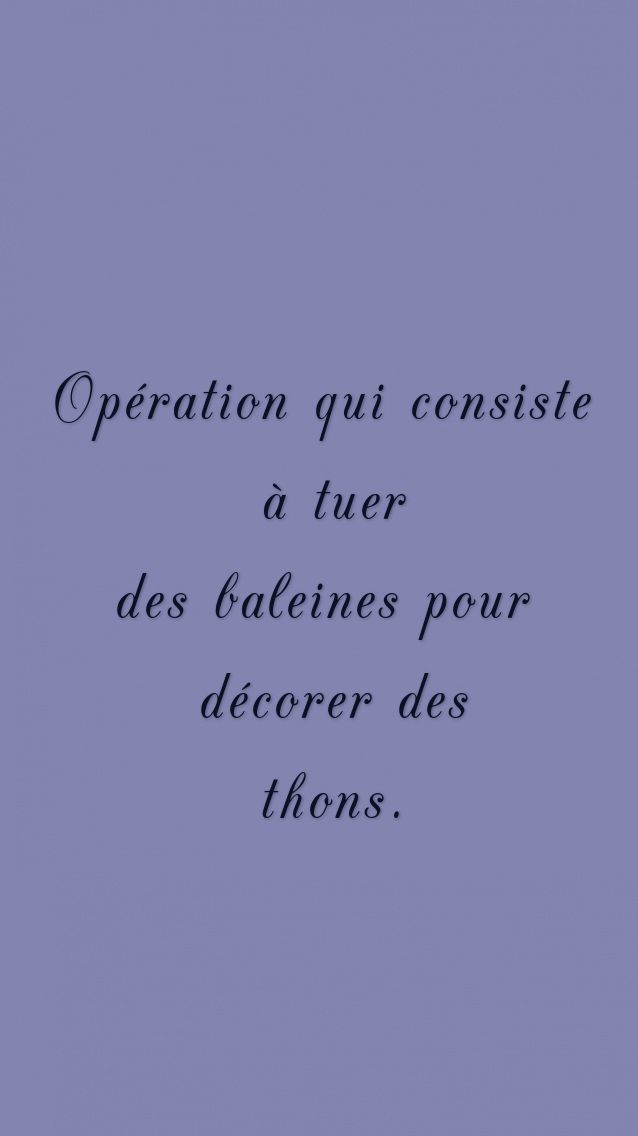 Opération qui consiste
à tuer
des baleines pour
décorer des
thons.